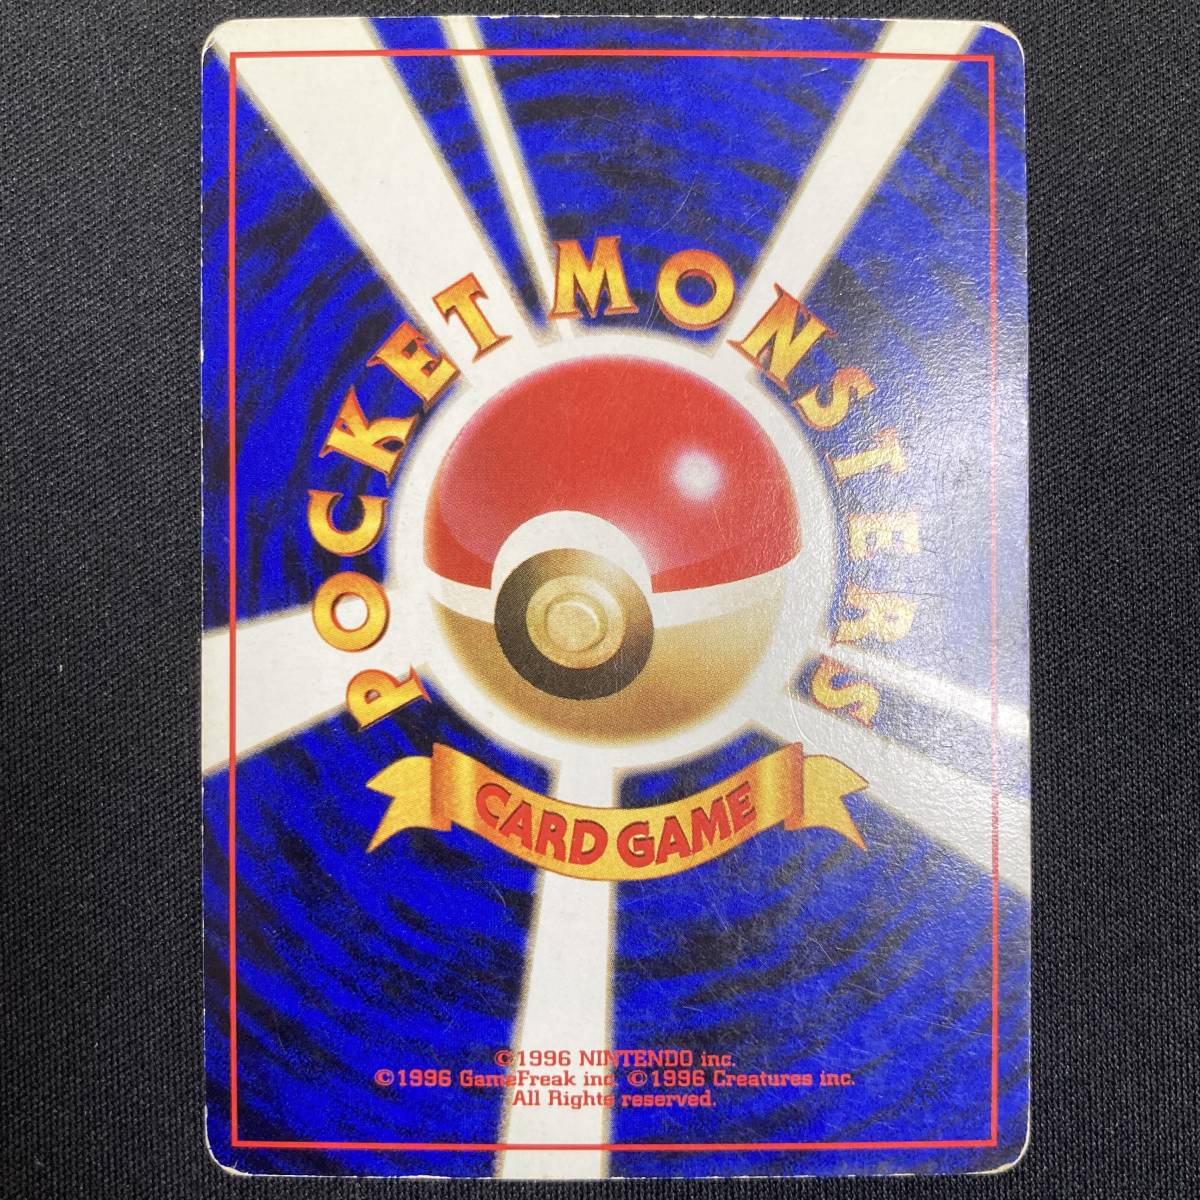 POCKET MONSTERS
CARD GAME
©1996 NINTENDO inc.
©1996 GameFreak inc. ©1996 Creatures inc.
All Rights reserved.